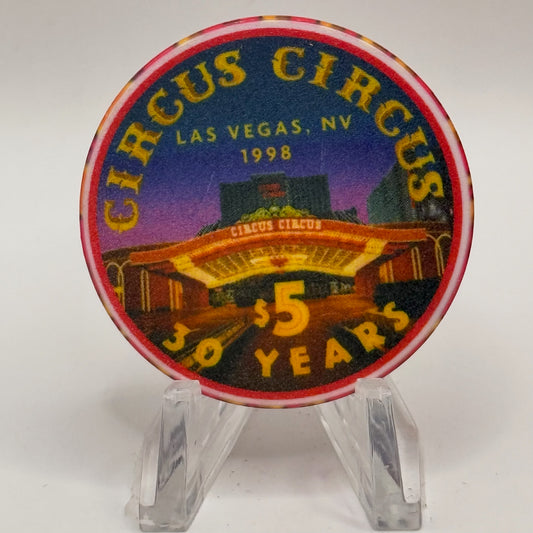 CIRCUS CIRCUS
LAS VEGAS, NV
1998
CIRCUS CIRCUS
$5
30 YEARS